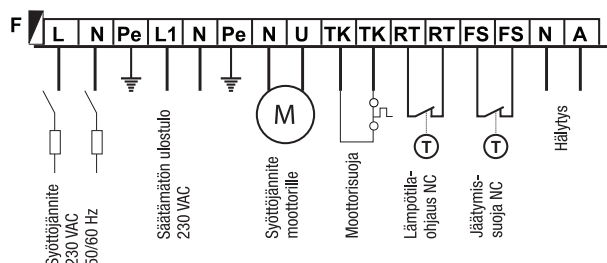 F L N Pe L1 N Pe N U TK TK RT RT FS FS N A
M
T
T
Syöttöjännite
230 VAC
50/60 Hz
Säätämätön ulostulo
230 VAC
Syöttöjännite
moottorille
Moottorisuoja
Lämpötila-
ohjaus NC
Jäätymis-
suoja NC
Hälytys